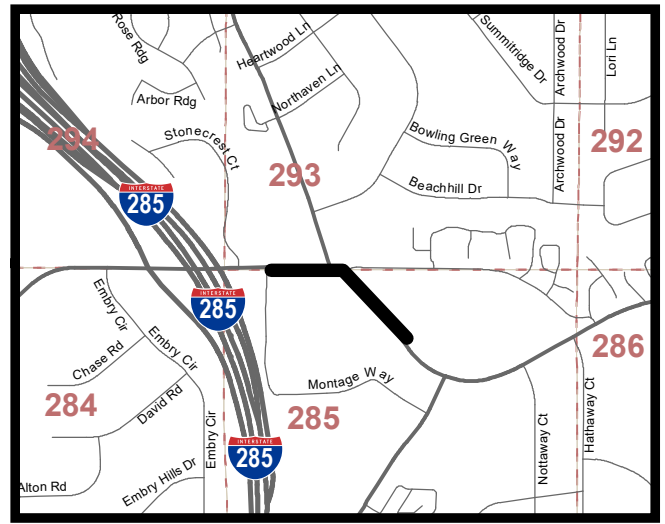 Rose Rdg
Heartwood Ln
Summitridge Dr
Archwood Dr
Lori Ln
Arbor Rdg
Northaven Ln
294
Stonecrest Ct
Bowling Green Way
Archwood Dr
292
293
Beachhill Dr
INTERSTATE
285
INTERSTATE
285
Embry Cir
Embry Cir
Chase Rd
286
284
David Rd
Montage Way
285
Embry Cir
Nottaway Ct
Hathaway Ct
INTERSTATE
285
Alton Rd
Embry Hills Dr